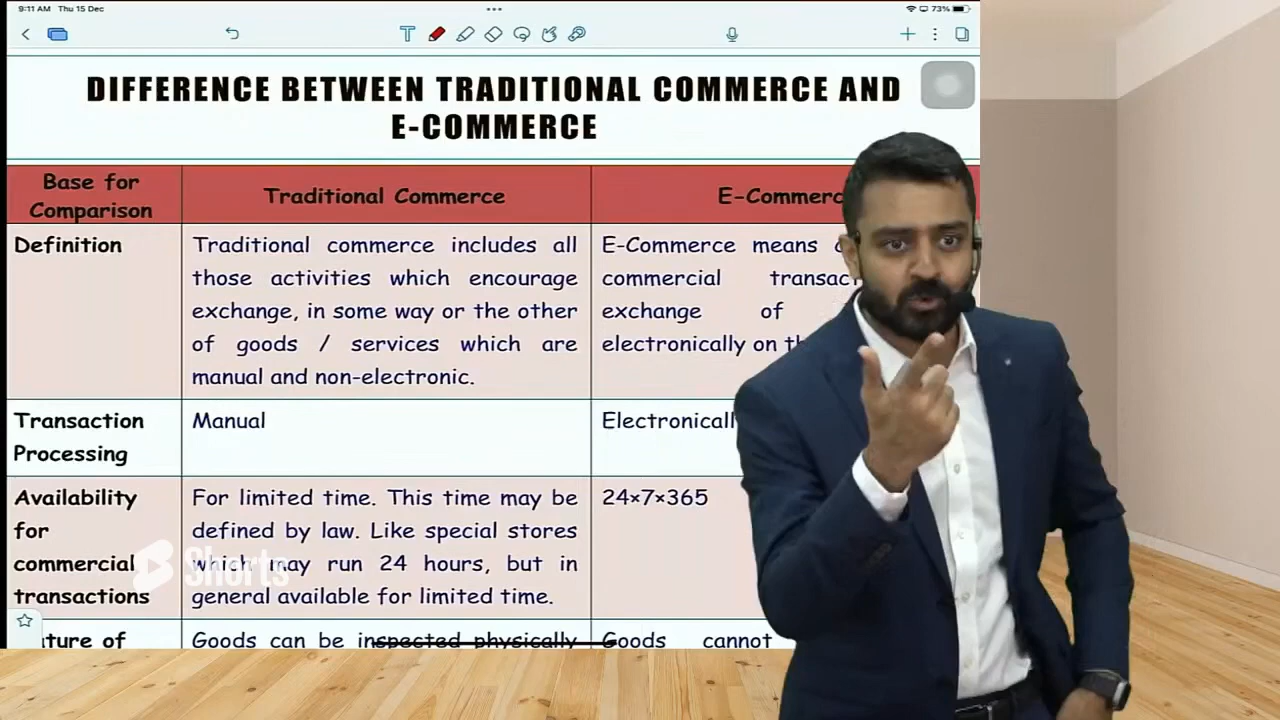 9:11 AM Thu 15 Dec
73%
DIFFERENCE BETWEEN TRADITIONAL COMMERCE AND
E-COMMERCE
Base for
Comparison
Traditional Commerce
Definition
Traditional commerce includes all
those activities which encourage
exchange, in some way or the other
of goods / services which are
manual and non-electronic.
E-Commerce means
commercial
exchange of
electronically on
Transaction
Processing
Manual
Availability
for
commercial
transactions
For limited time. This time may be
defined by law. Like special stores
which may run 24 hours, but in
general available for limited time.
24×7×365
Shorts
of
Goods can be inspected physically
Goods cannot